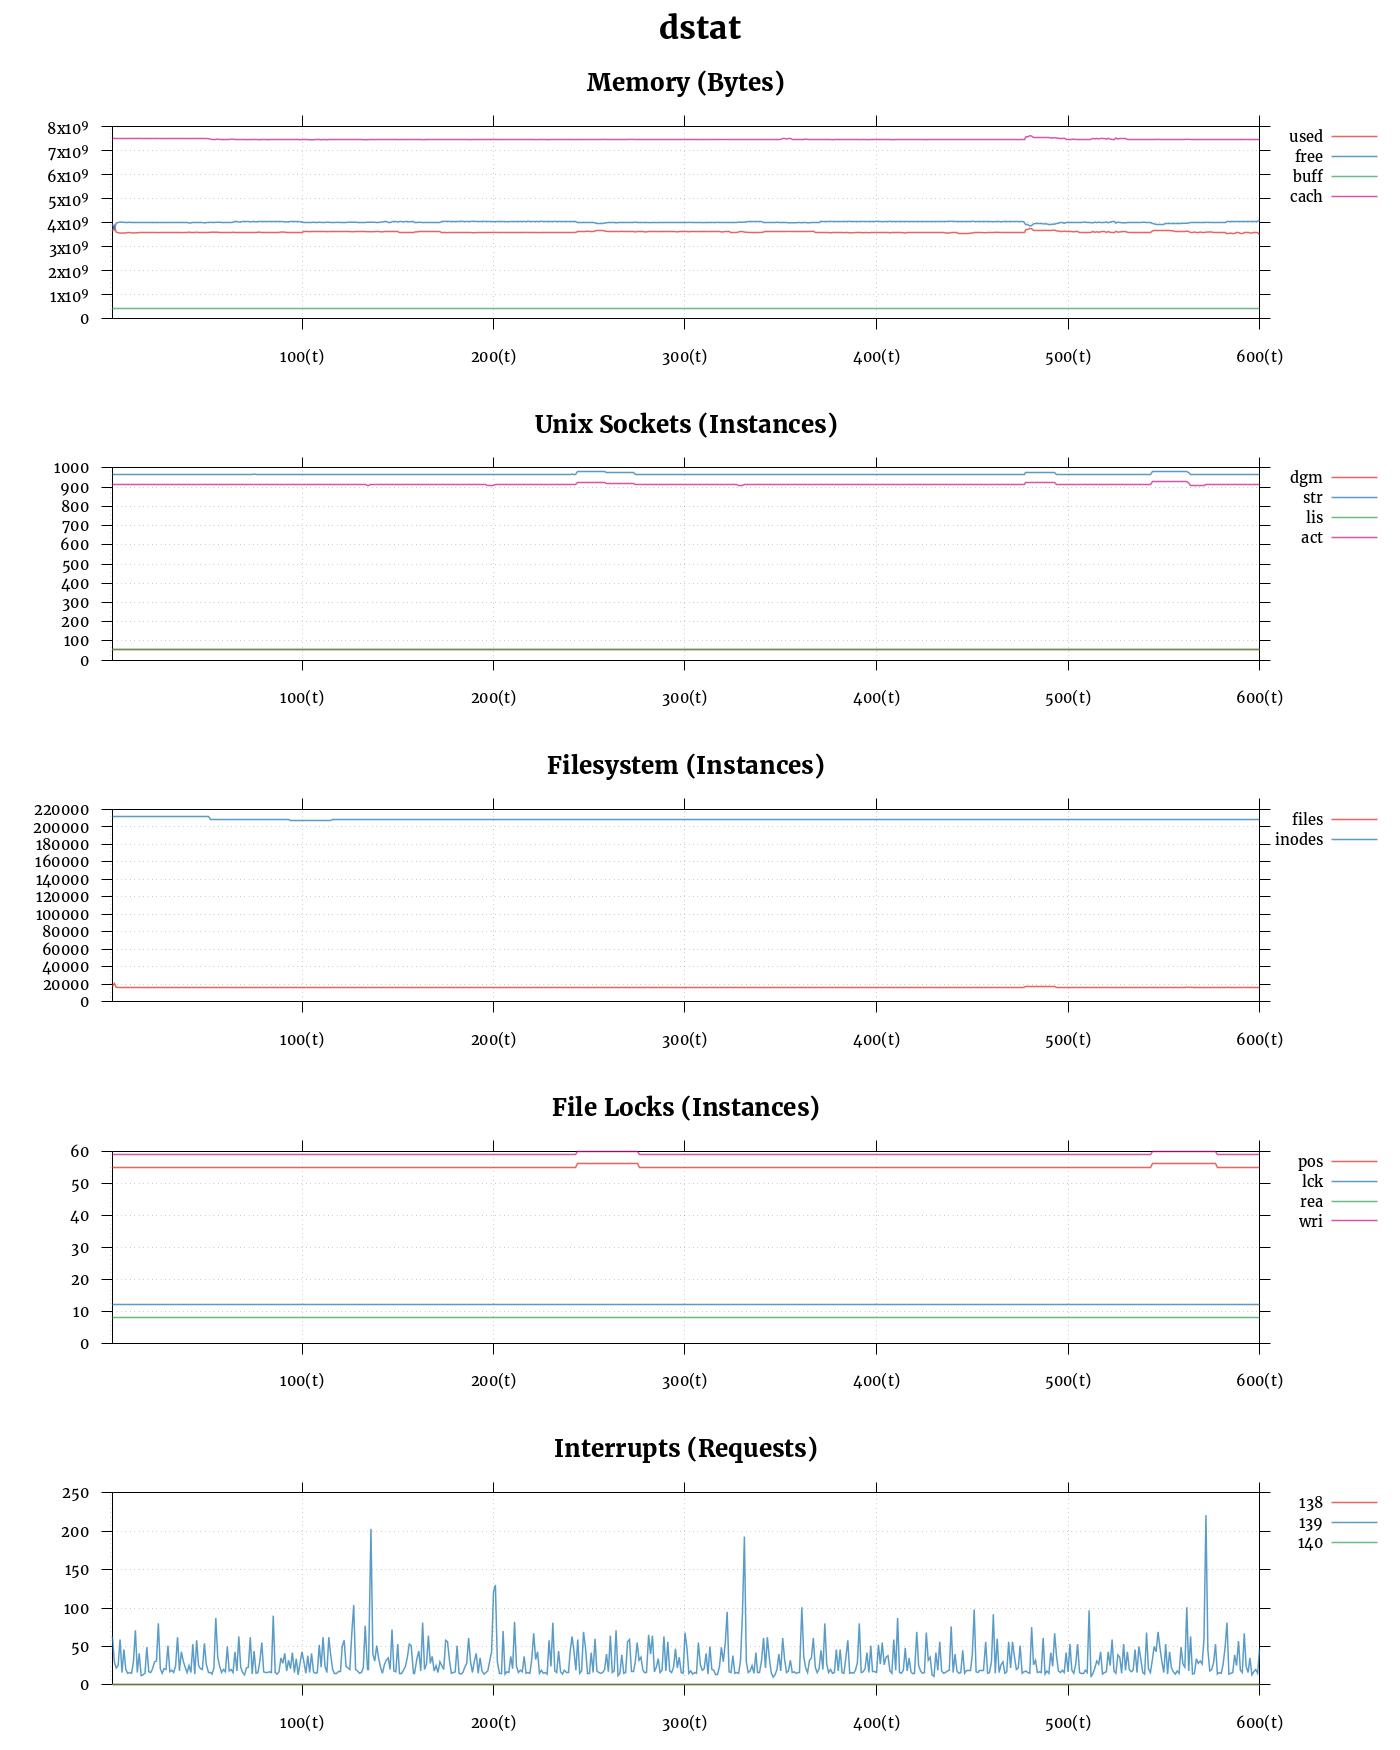 dstat
Memory (Bytes)
8x10⁹
7x10⁹
6x10⁹
5x10⁹
4x10⁹
3x10⁹
2x10⁹
1x10⁹
0
100(t) 200(t) 300(t) 400(t) 500(t) 600(t)
used
free
buff
cach
Unix Sockets (Instances)
1000
900
800
700
600
500
400
300
200
100
0
100(t) 200(t) 300(t) 400(t) 500(t) 600(t)
dgm
str
lis
act
Filesystem (Instances)
220000
200000
180000
160000
140000
120000
100000
80000
60000
40000
20000
0
100(t) 200(t) 300(t) 400(t) 500(t) 600(t)
files
inodes
File Locks (Instances)
60
50
40
30
20
10
0
100(t) 200(t) 300(t) 400(t) 500(t) 600(t)
pos
lck
rea
wri
Interrupts (Requests)
250
200
150
100
50
0
100(t) 200(t) 300(t) 400(t) 500(t) 600(t)
138
139
140